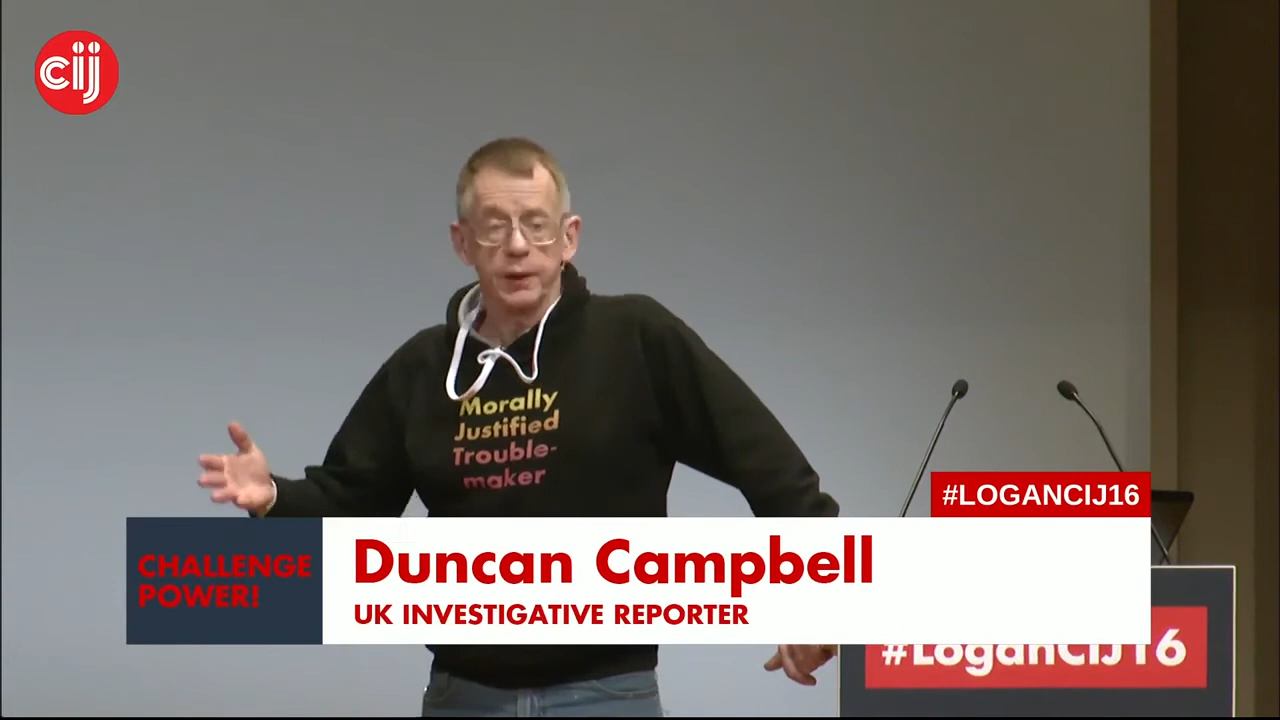 cij
Morally
Justified
Trouble-
maker
#LOGANCIJ16
CHALLENGE
POWER!
Duncan Campbell
UK INVESTIGATIVE REPORTER
#LoganCIJ16